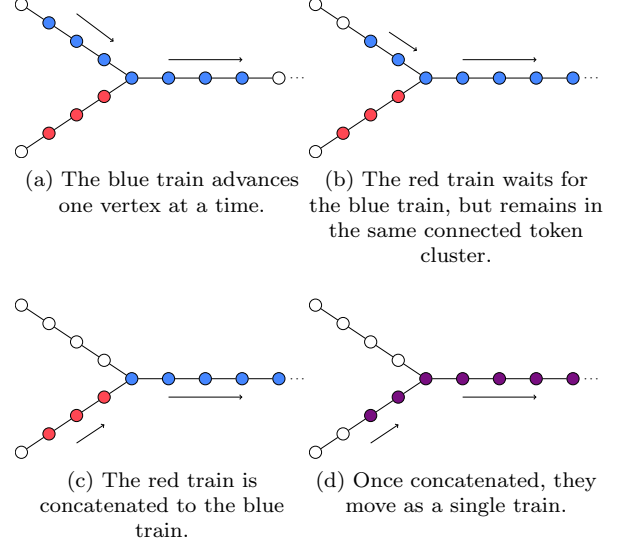 (a) The blue train advances
one vertex at a time.
(b) The red train waits for
the blue train, but remains in
the same connected token
cluster.
(c) The red train is
concatenated to the blue
train.
(d) Once concatenated, they
move as a single train.